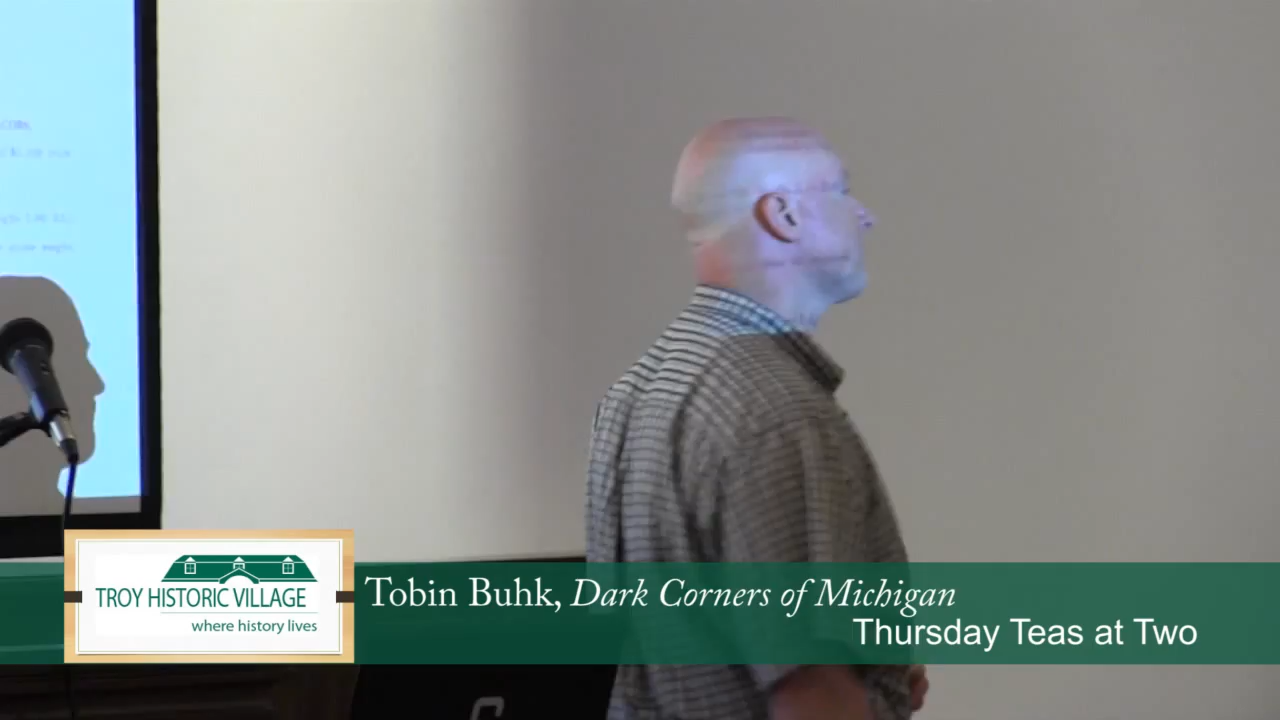 TROY HISTORIC VILLAGE
where history lives
Tobin Buhk, Dark Corners of Michigan
Thursday Teas at Two